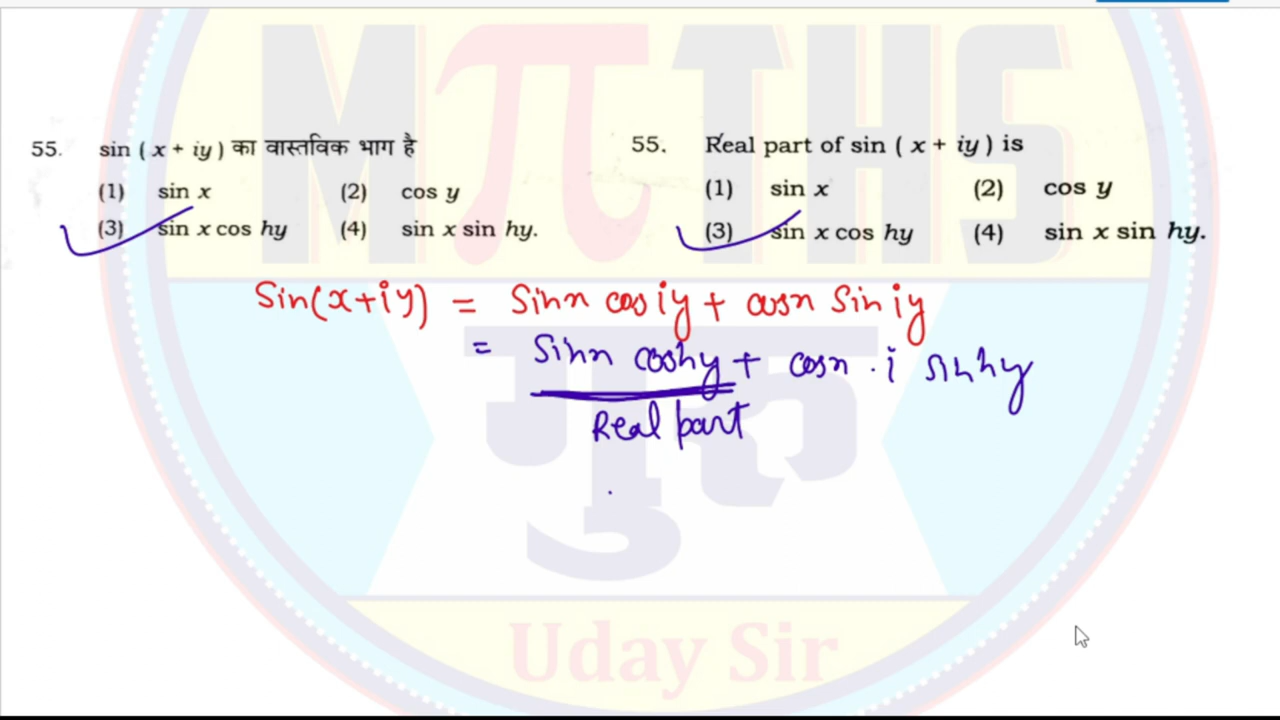 MπTHS
55. sin ( x + iy ) का वास्तविक भाग है
(1) sin x (2) cos y
(3) sin x cos hy (4) sin x sin hy.
55. Real part of sin ( x + iy ) is
(1) sin x (2) cos y
(3) sin x cos hy (4) sin x sin hy.
Sin(x+iy) = Sinx cos iy + cosx Sin iy
= Sinx coshy + cosx . i sinhy
Real part
गुरु
Uday Sir